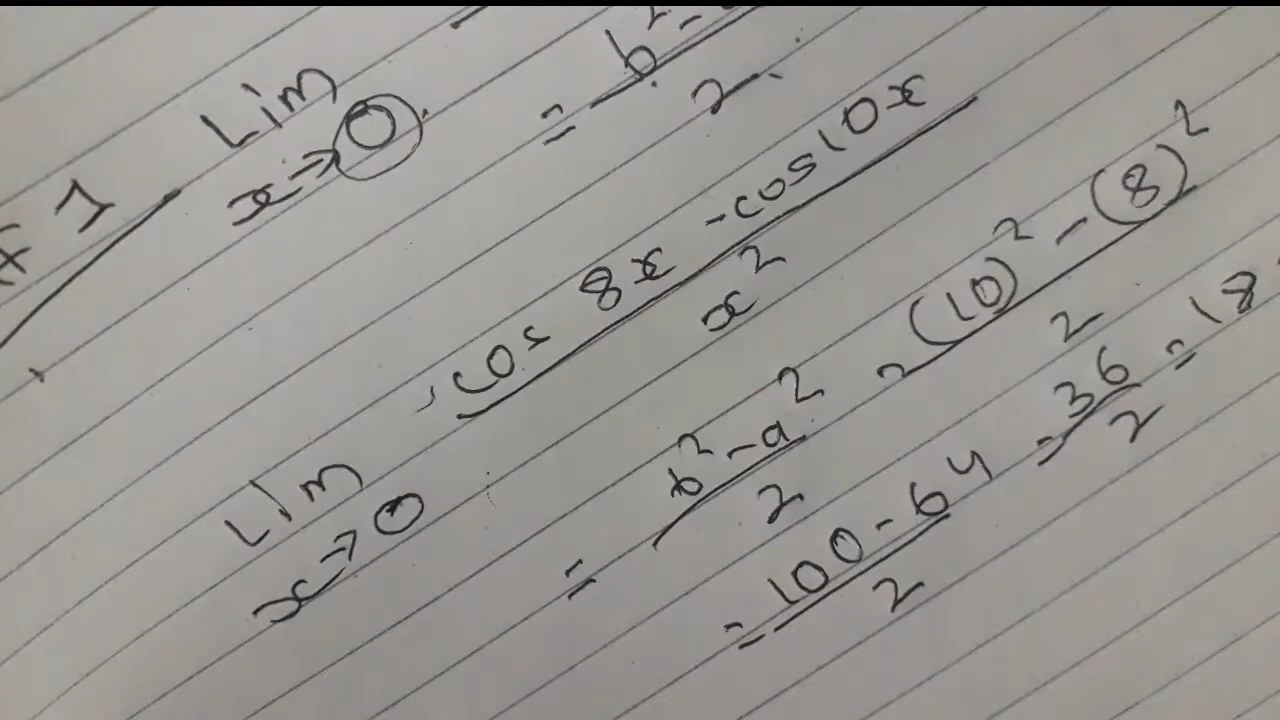 = b² -
2
# 1 Lim
x→0
Lim cos 8x - cos 10x
x→0 x²
= b² - a² = (10)² - (8)²
2 2
= 100 - 64 = 36 = 18
2 2